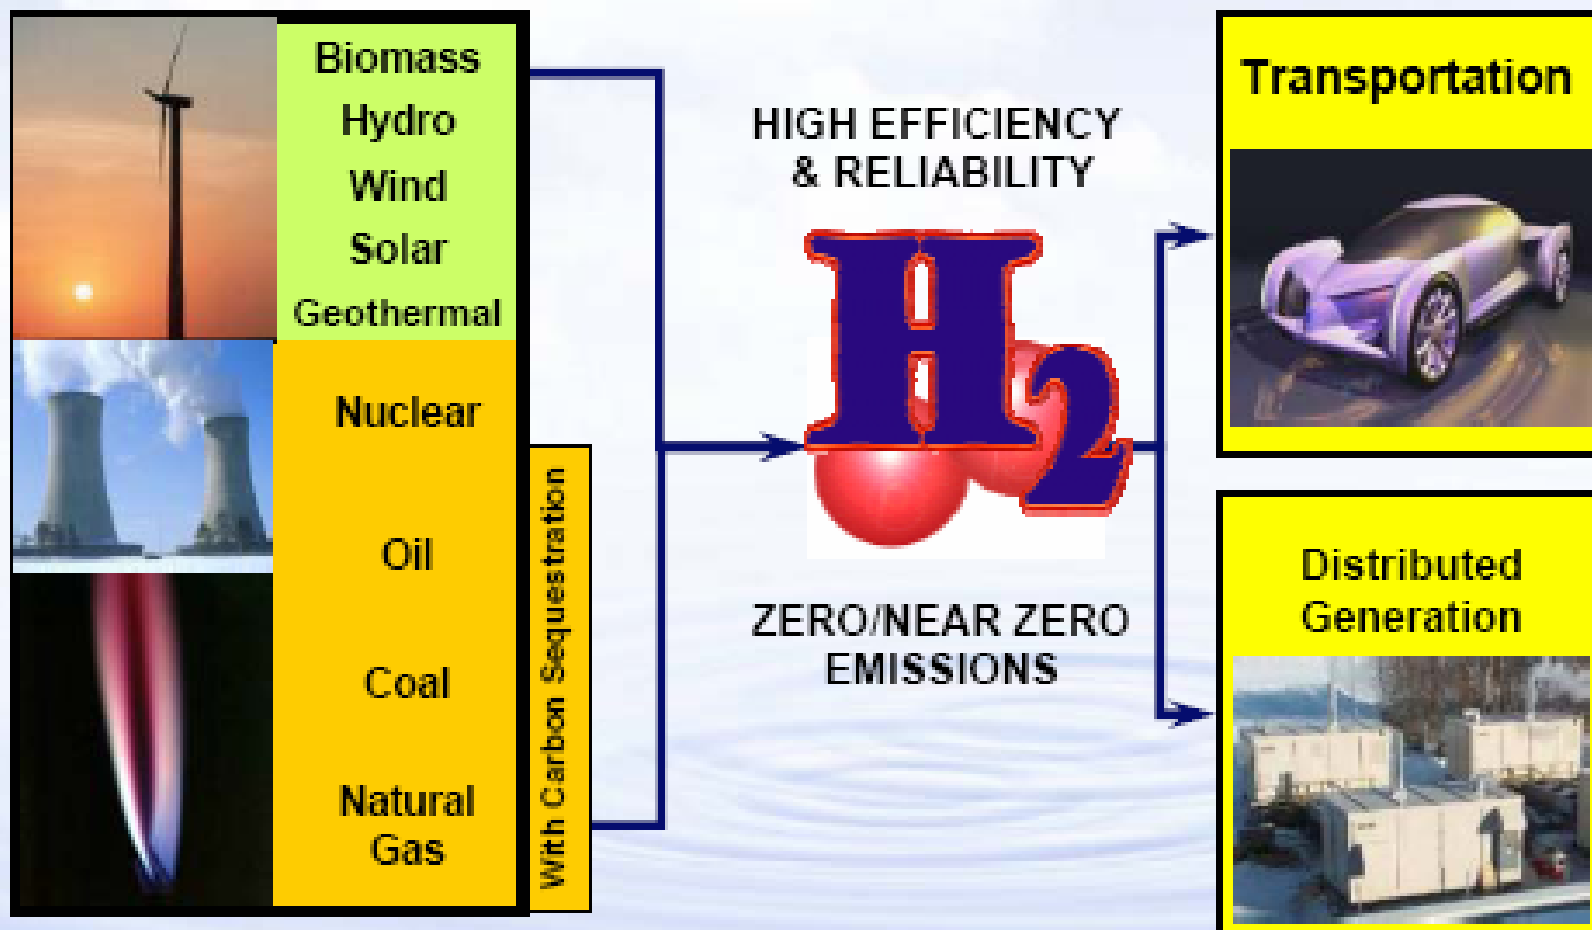 Biomass
Hydro
Wind
Solar
Geothermal
Nuclear
Oil
Coal
Natural
Gas
With Carbon Sequestration
HIGH EFFICIENCY
& RELIABILITY
H2
ZERO/NEAR ZERO
EMISSIONS
Transportation
Distributed
Generation